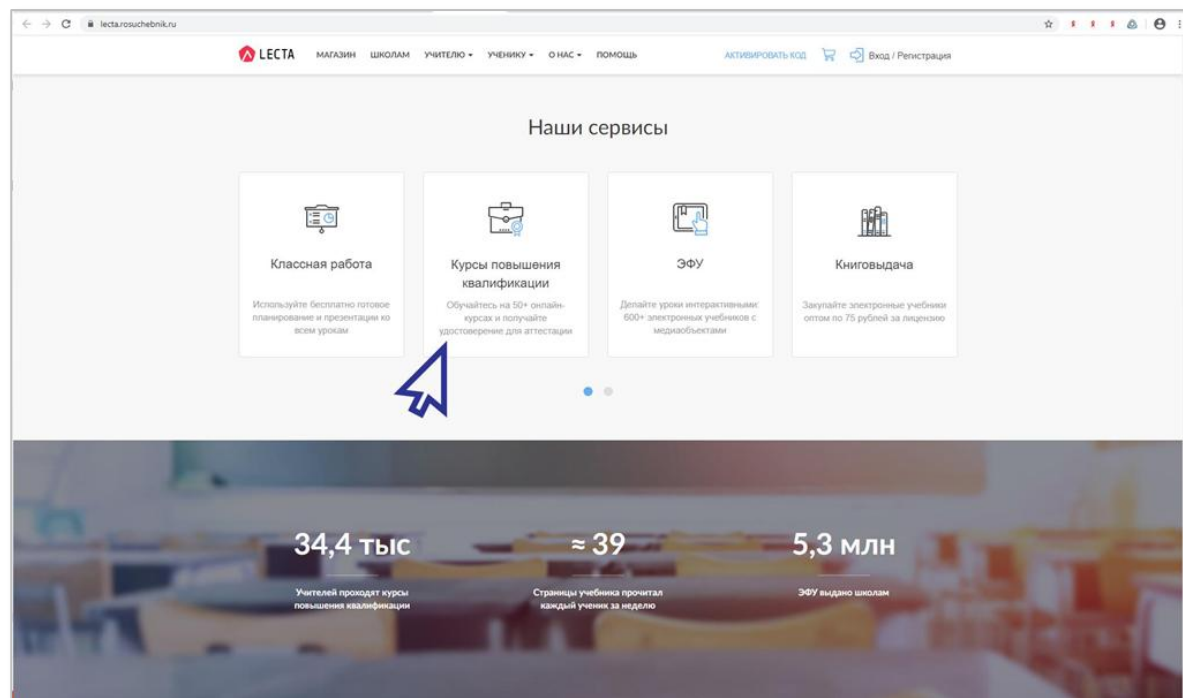 lecta.rosuchebnik.ru
LECTA МАГАЗИН ШКОЛАМ УЧИТЕЛЮ УЧЕНИКУ О НАС ПОМОЩЬ АКТИВИРОВАТЬ КОД Вход / Регистрация
Наши сервисы
Классная работа
Используйте бесплатно готовое
планирование и презентации ко
всем урокам
Курсы повышения
квалификации
Обучайтесь на 50+ онлайн-
курсах и получайте
удостоверение для аттестации
ЭФУ
Делайте уроки интерактивными:
600+ электронных учебников с
медиаобъектами
Книговыдача
Закупайте электронные учебники
оптом по 75 рублей за лицензию
34,4 тыс
Учителей проходят курсы
повышения квалификации
≈ 39
Страницы учебника прочитал
каждый ученик за неделю
5,3 млн
ЭФУ выдано школам